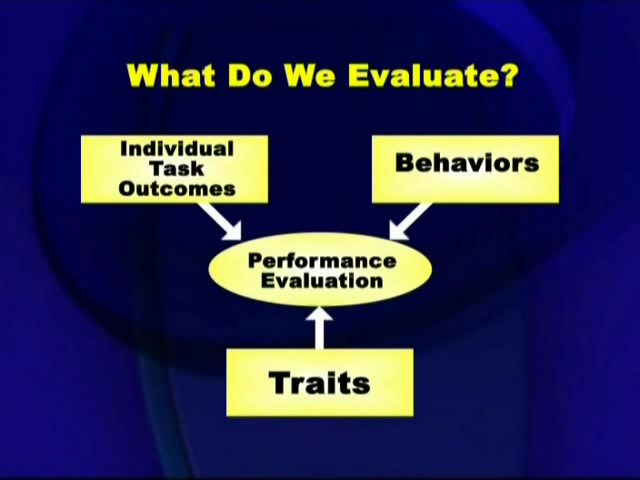 What Do We Evaluate?
Individual
Task
Outcomes
Behaviors
Performance
Evaluation
Traits